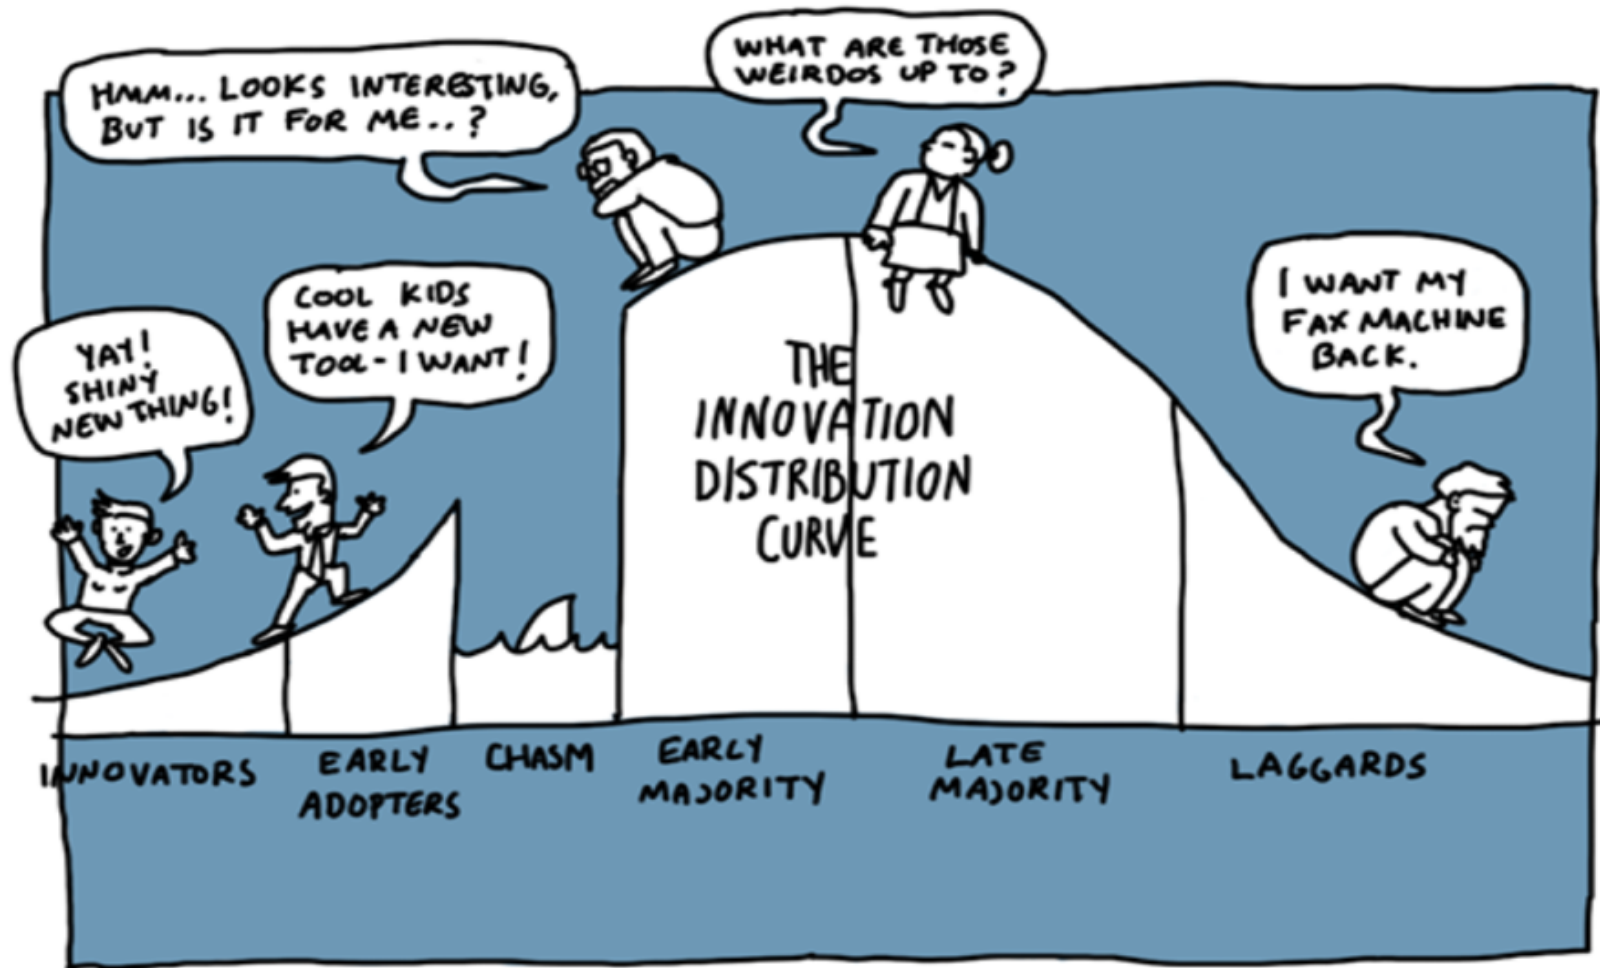 HMM... LOOKS INTERESTING,
BUT IS IT FOR ME..?
WHAT ARE THOSE
WEIRDOS UP TO?
YAY!
SHINY
NEW THING!
COOL KIDS
HAVE A NEW
TOOL - I WANT!
I WANT MY
FAX MACHINE
BACK.
THE
INNOVATION
DISTRIBUTION
CURVE
INNOVATORS
EARLY
ADOPTERS
CHASM
EARLY
MAJORITY
LATE
MAJORITY
LAGGARDS